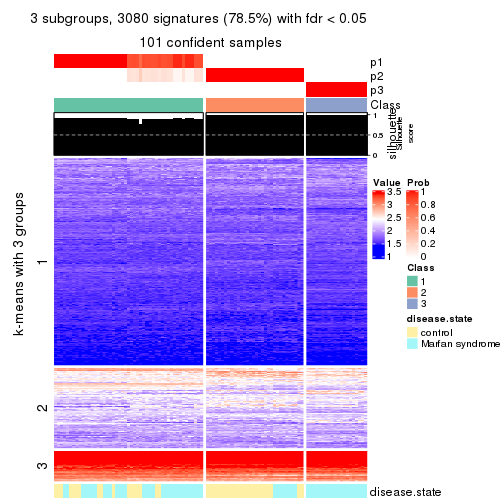 3 subgroups, 3080 signatures (78.5%) with fdr < 0.05
101 confident samples
p1
p2
p3
Class
1
0.5
0
silhouette
Silhouette
score
k-means with 3 groups
1
2
3
disease.state
Value
3.5
3
2.5
2
1.5
1
Prob
1
0.8
0.6
0.4
0.2
0
Class
1
2
3
disease.state
control
Marfan syndrome